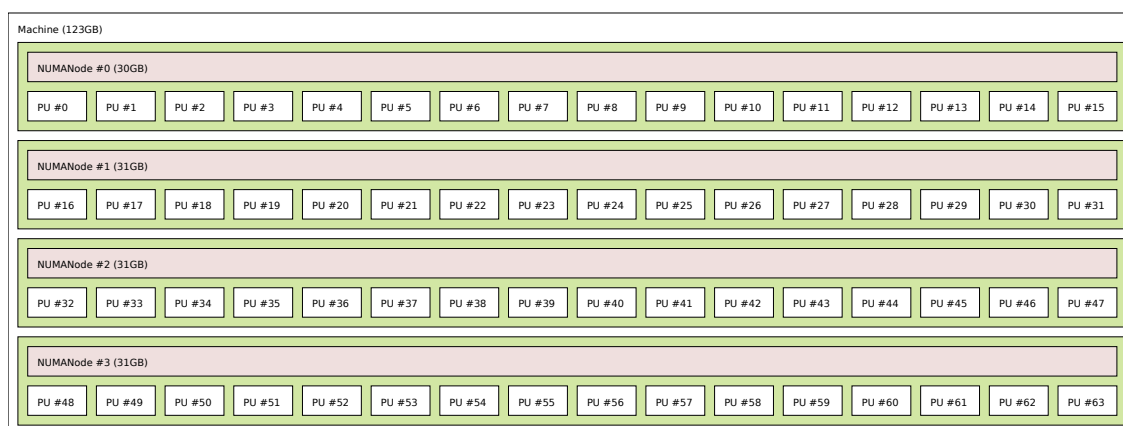 Machine (123GB)
NUMANode #0 (30GB)
PU #0 PU #1 PU #2 PU #3 PU #4 PU #5 PU #6 PU #7 PU #8 PU #9 PU #10 PU #11 PU #12 PU #13 PU #14 PU #15
NUMANode #1 (31GB)
PU #16 PU #17 PU #18 PU #19 PU #20 PU #21 PU #22 PU #23 PU #24 PU #25 PU #26 PU #27 PU #28 PU #29 PU #30 PU #31
NUMANode #2 (31GB)
PU #32 PU #33 PU #34 PU #35 PU #36 PU #37 PU #38 PU #39 PU #40 PU #41 PU #42 PU #43 PU #44 PU #45 PU #46 PU #47
NUMANode #3 (31GB)
PU #48 PU #49 PU #50 PU #51 PU #52 PU #53 PU #54 PU #55 PU #56 PU #57 PU #58 PU #59 PU #60 PU #61 PU #62 PU #63